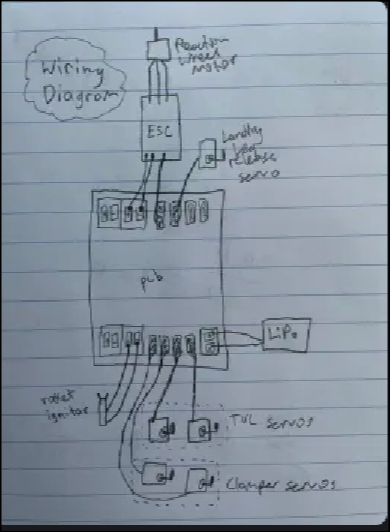 Wiring
Diagram
Reaction
wheel
motor
ESC
Landing
Leg
release
servo
pcb
LiPo
rocket
ignitor
TVC servos
Clamper servos